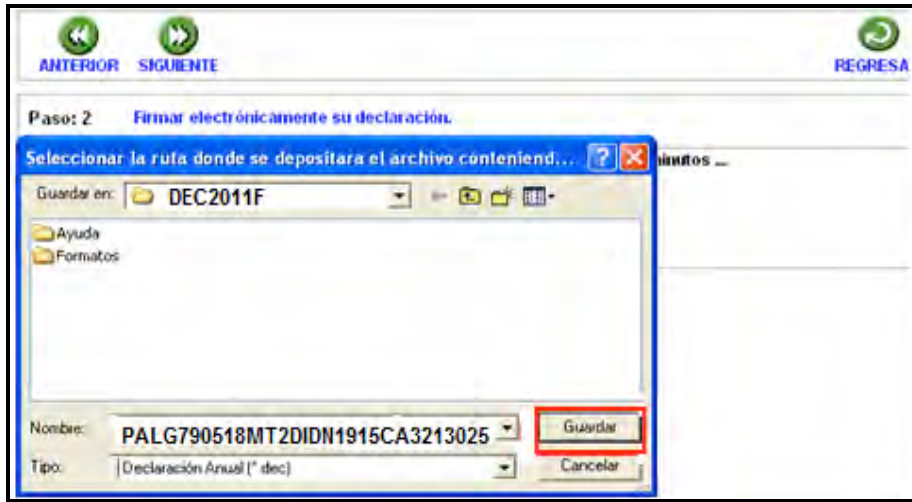 ANTERIOR SIGUIENTE REGRESA
Paso: 2 Firmar electrónicamente su declaración.
Seleccionar la ruta donde se depositara el archivo conteniend... minutos ...
Guardar en: DEC2011F
Ayuda
Formatos
Nombre: PALG790518MT2DIDN1915CA3213025 Guardar
Tipo: Declaración Anual (*.dec) Cancelar